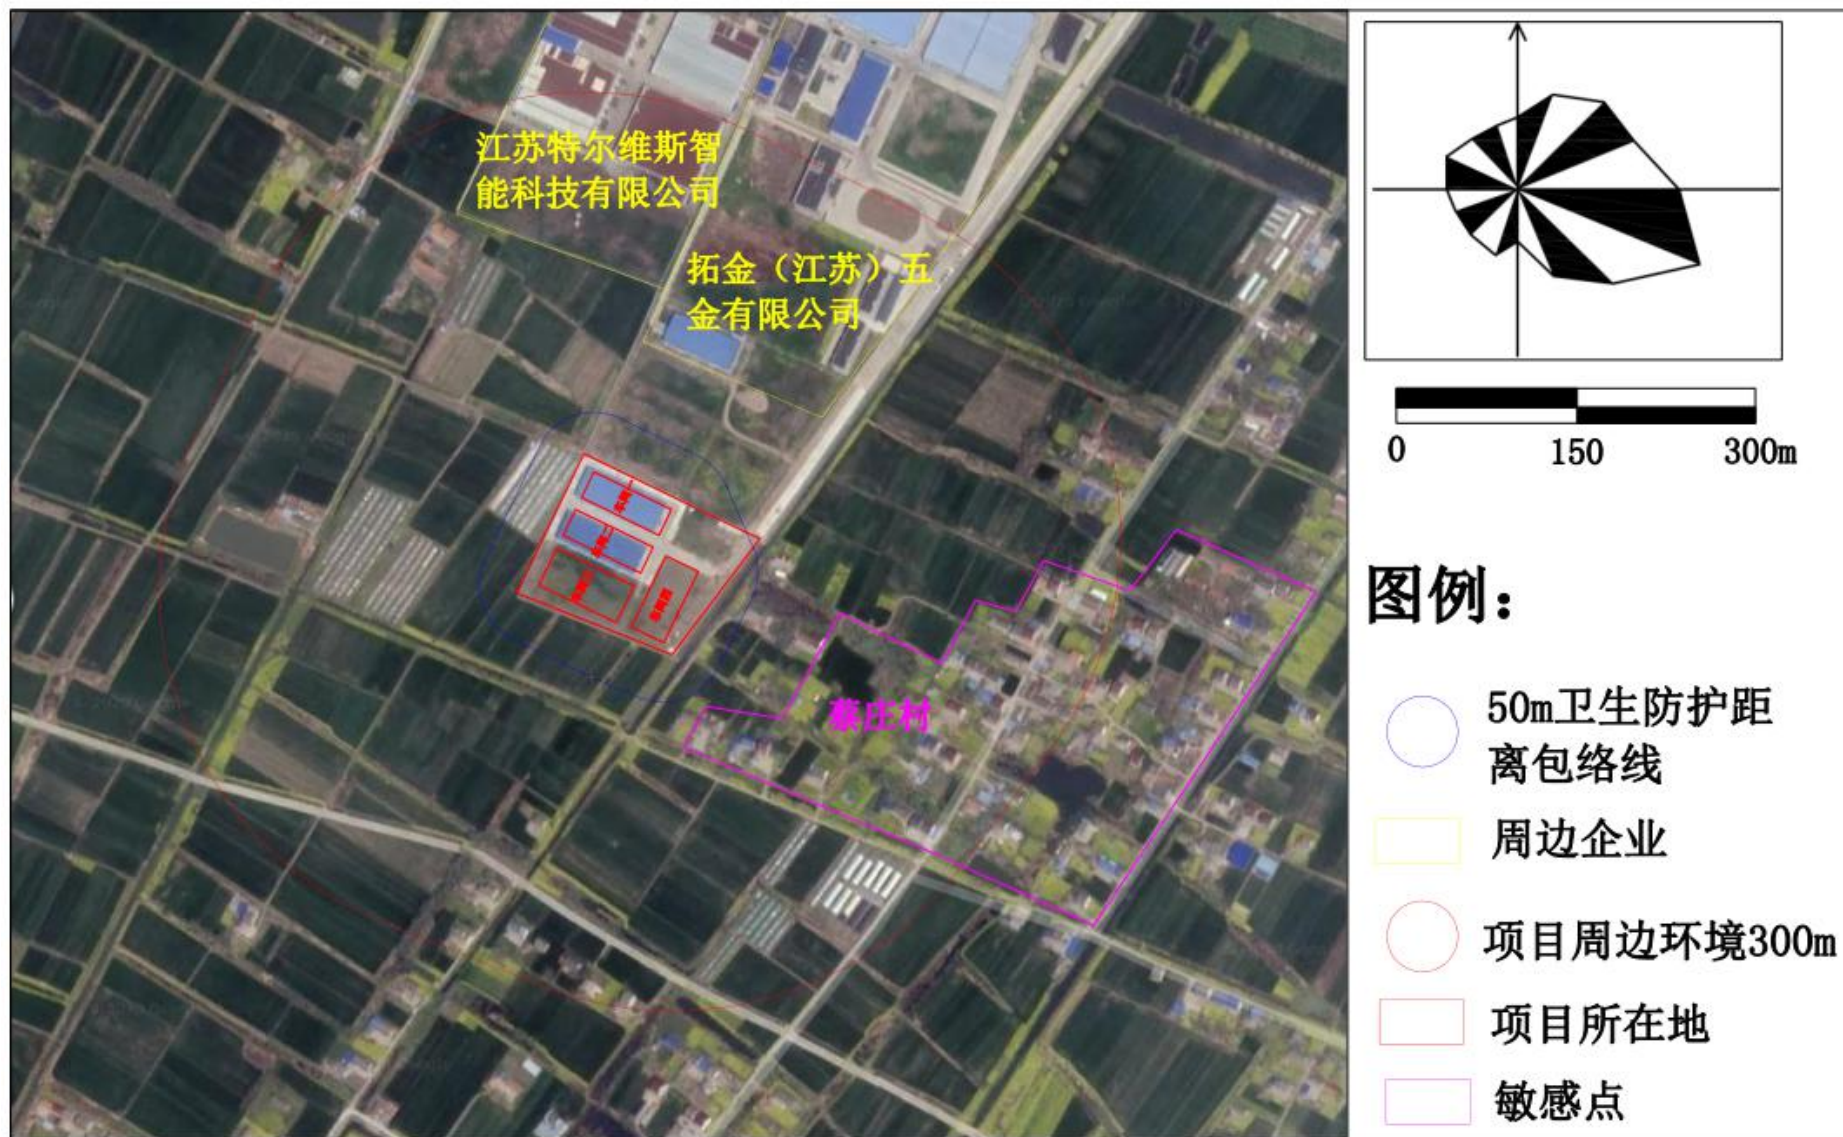 江苏特尔维斯智
能科技有限公司
拓金（江苏）五
金有限公司
蔡庄村
0 150 300m
图例：
50m卫生防护距
离包络线
周边企业
项目周边环境300m
项目所在地
敏感点